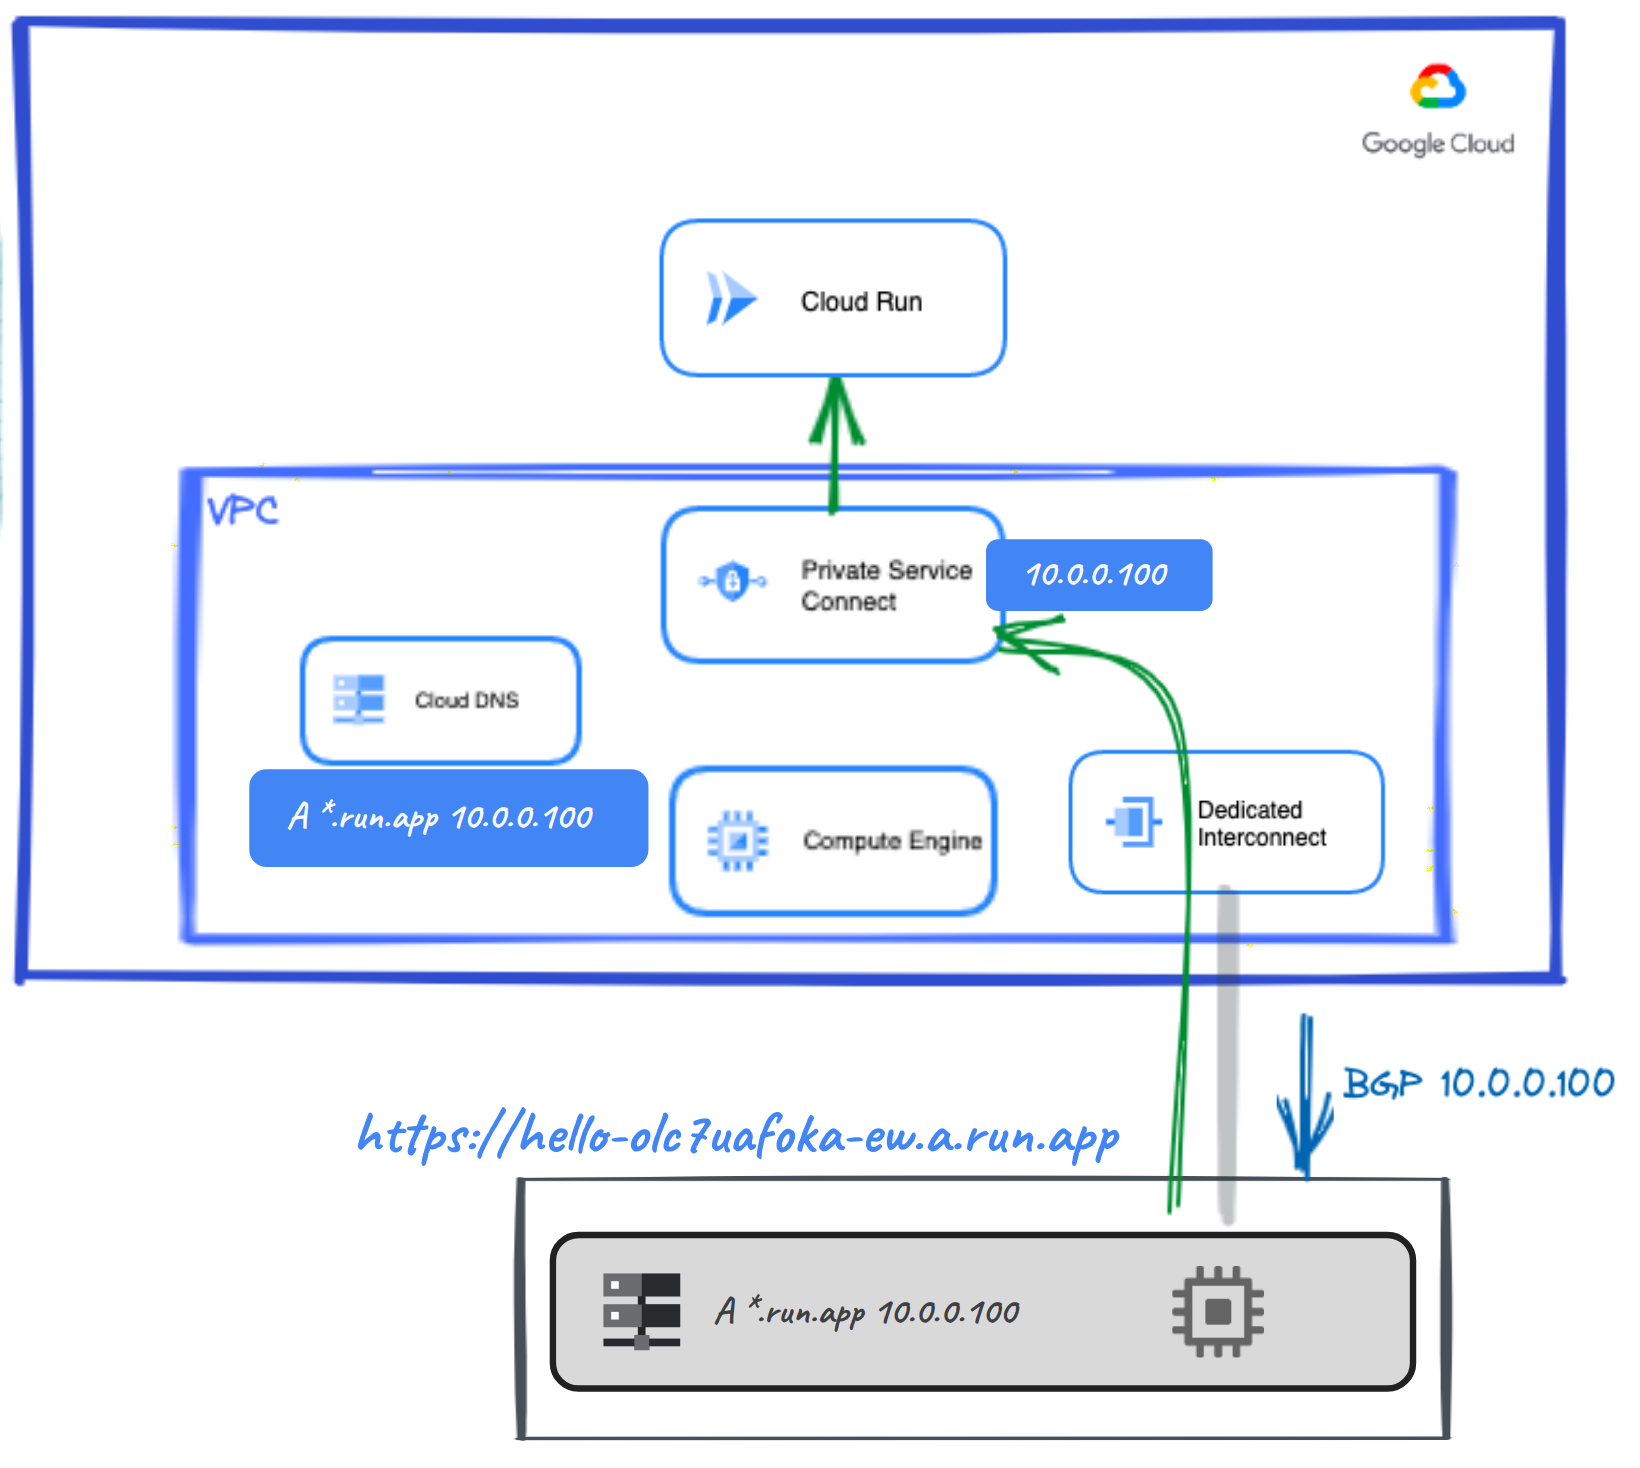 Google Cloud
Cloud Run
VPC
Private Service
Connect
10.0.0.100
Cloud DNS
A *.run.app 10.0.0.100
Compute Engine
Dedicated
Interconnect
BGP 10.0.0.100
https://hello-olc7uafoka-ew.a.run.app
A *.run.app 10.0.0.100